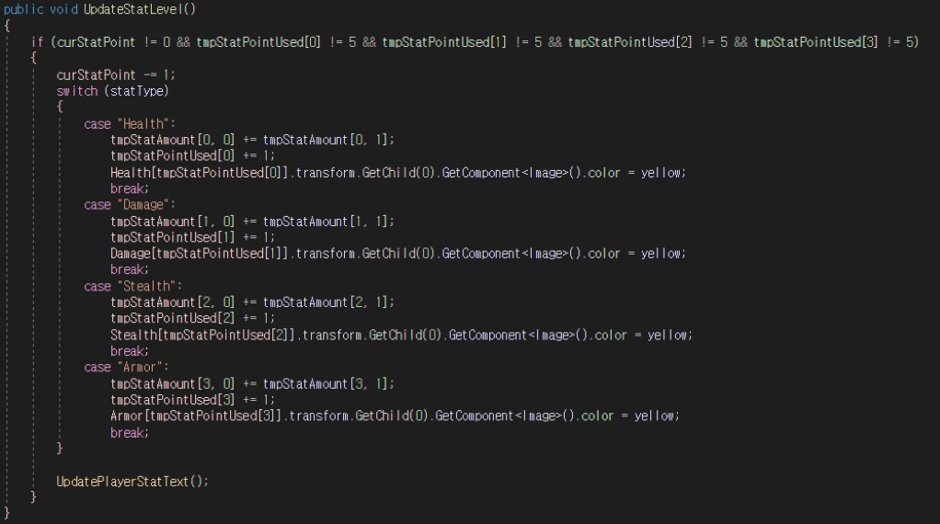 public void UpdateStatLevel()
{
if (curStatPoint != 0 && tmpStatPointUsed[0] != 5 && tmpStatPointUsed[1] != 5 && tmpStatPointUsed[2] != 5 && tmpStatPointUsed[3] != 5)
{
curStatPoint -= 1;
switch (statType)
{
case "Health":
tmpStatAmount[0, 0] += tmpStatAmount[0, 1];
tmpStatPointUsed[0] += 1;
Health[tmpStatPointUsed[0]].transform.GetChild(0).GetComponent<Image>().color = yellow;
break;
case "Damage":
tmpStatAmount[1, 0] += tmpStatAmount[1, 1];
tmpStatPointUsed[1] += 1;
Damage[tmpStatPointUsed[1]].transform.GetChild(0).GetComponent<Image>().color = yellow;
break;
case "Stealth":
tmpStatAmount[2, 0] += tmpStatAmount[2, 1];
tmpStatPointUsed[2] += 1;
Stealth[tmpStatPointUsed[2]].transform.GetChild(0).GetComponent<Image>().color = yellow;
break;
case "Armor":
tmpStatAmount[3, 0] += tmpStatAmount[3, 1];
tmpStatPointUsed[3] += 1;
Armor[tmpStatPointUsed[3]].transform.GetChild(0).GetComponent<Image>().color = yellow;
break;
}
UpdatePlayerStatText();
}
}